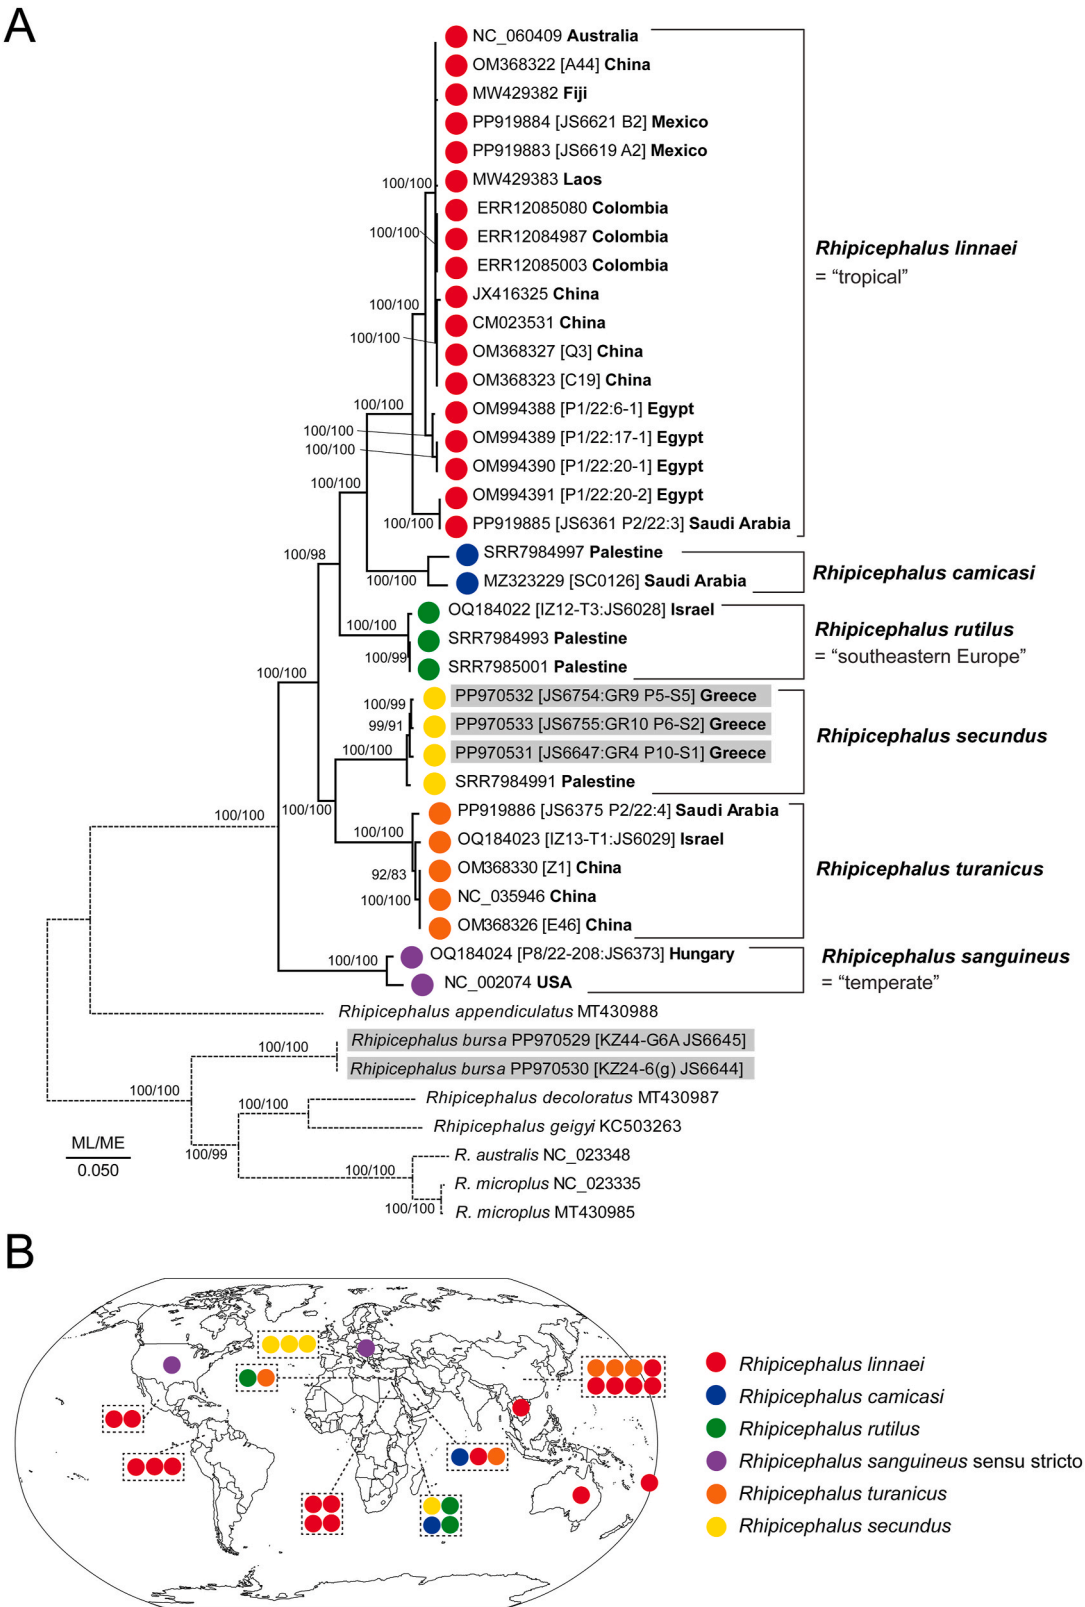 A
NC_060409 Australia
OM368322 [A44] China
MW429382 Fiji
PP919884 [JS6621 B2] Mexico
PP919883 [JS6619 A2] Mexico
100/100
MW429383 Laos
ERR12085080 Colombia
100/100
ERR12084987 Colombia
Rhipicephalus linnaei
ERR12085003 Colombia
= “tropical”
JX416325 China
100/100
CM023531 China
100/100
OM368327 [Q3] China
OM368323 [C19] China
100/100
OM994388 [P1/22:6-1] Egypt
100/100
OM994389 [P1/22:17-1] Egypt
100/100
OM994390 [P1/22:20-1] Egypt
100/100
OM994391 [P1/22:20-2] Egypt
100/100
PP919885 [JS6361 P2/22:3] Saudi Arabia
100/98
SRR7984997 Palestine
Rhipicephalus camicasi
100/100
MZ323229 [SC0126] Saudi Arabia
OQ184022 [IZ12-T3:JS6028] Israel
100/100
Rhipicephalus rutilus
SRR7984993 Palestine
= “southeastern Europe”
100/99
SRR7985001 Palestine
100/100
PP970532 [JS6754:GR9 P5-S5] Greece
100/99
99/91
PP970533 [JS6755:GR10 P6-S2] Greece
Rhipicephalus secundus
100/100
PP970531 [JS6647:GR4 P10-S1] Greece
SRR7984991 Palestine
100/100
100/100
PP919886 [JS6375 P2/22:4] Saudi Arabia
100/100
OQ184023 [IZ13-T1:JS6029] Israel
92/83
OM368330 [Z1] China
Rhipicephalus turanicus
100/100
NC_035946 China
OM368326 [E46] China
100/100
OQ184024 [P8/22-208:JS6373] Hungary
Rhipicephalus sanguineus
NC_002074 USA
= “temperate”
Rhipicephalus appendiculatus MT430988
100/100
Rhipicephalus bursa PP970529 [KZ44-G6A JS6645]
Rhipicephalus bursa PP970530 [KZ24-6(g) JS6644]
100/100
100/100
Rhipicephalus decoloratus MT430987
Rhipicephalus geigyi KC503263
ML/ME
100/99
R. australis NC_023348
0.050
100/100
R. microplus NC_023335
100/100
R. microplus MT430985
B
Rhipicephalus linnaei
Rhipicephalus camicasi
Rhipicephalus rutilus
Rhipicephalus sanguineus sensu stricto
Rhipicephalus turanicus
Rhipicephalus secundus